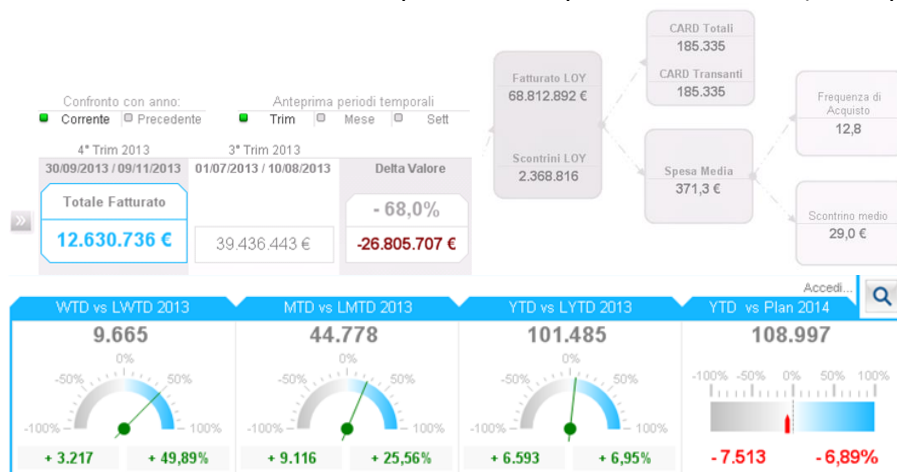 CARD Totali
185.335
CARD Transanti
185.335
Fatturato LOY
68.812.892 €
Scontrini LOY
2.368.816
Frequenza di
Acquisto
12,8
Spesa Media
371,3 €
Scontrino medio
29,0 €
Confronto con anno:
Corrente Precedente
Anteprima periodi temporali
Trim Mese Sett
4° Trim 2013 3° Trim 2013
30/09/2013 / 09/11/2013 01/07/2013 / 10/08/2013 Delta Valore
Totale Fatturato
- 68,0%
12.630.736 € 39.436.443 € -26.805.707 €
»
Accedi...
WTD vs LWTD 2013 MTD vs LMTD 2013 YTD vs LYTD 2013 YTD vs Plan 2014
9.665 44.778 101.485 108.997
0% 0% 0%
-50% 50% -50% 50% -50% 50% -100% -50% 0% 50% 100%
-100% 100% -100% 100% -100% 100%
+ 3.217 + 49,89% + 9.116 + 25,56% + 6.593 + 6,95% - 7.513 - 6,89%